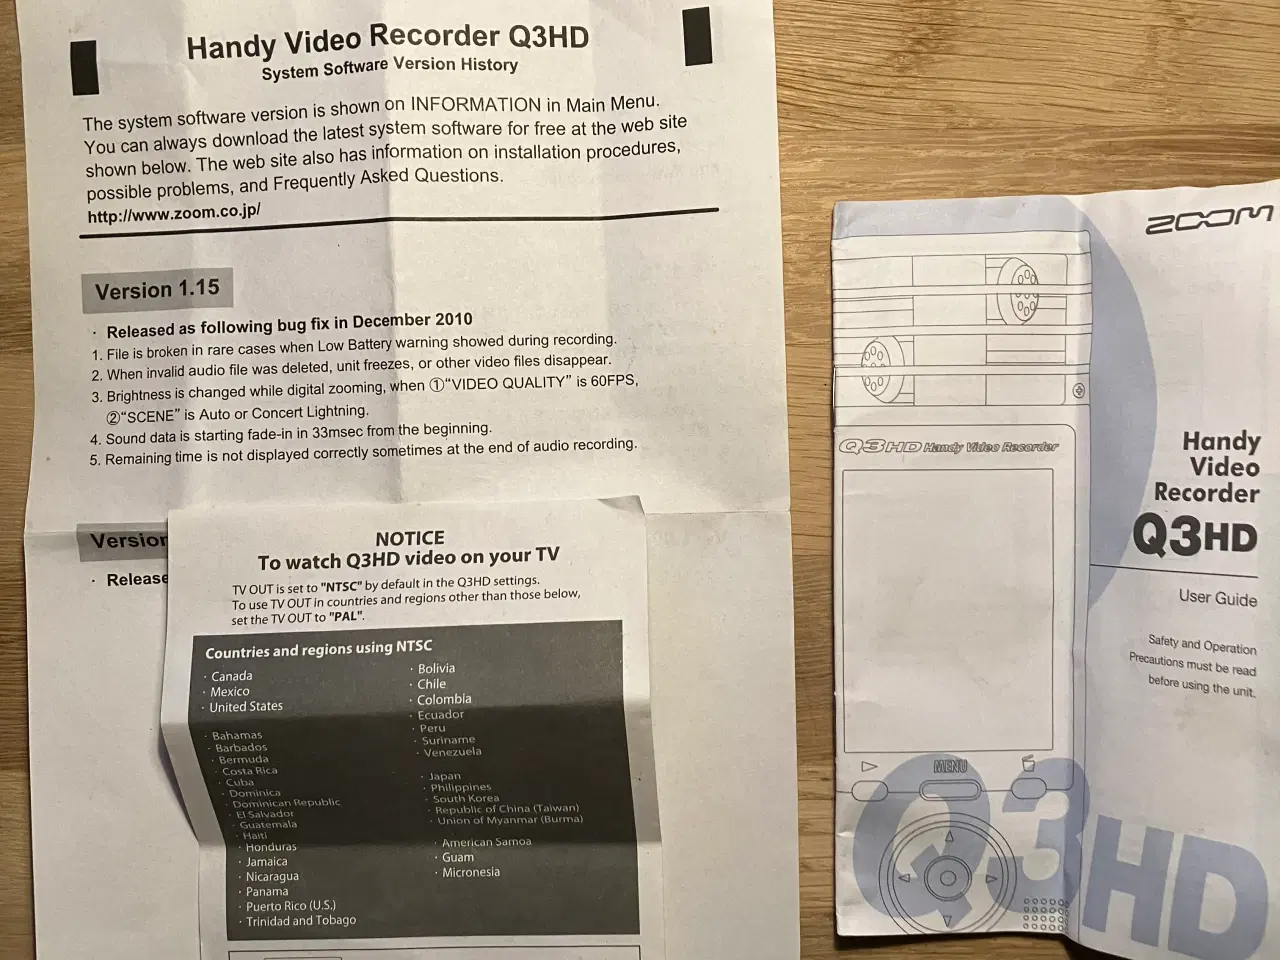 Handy Video Recorder Q3HD
System Software Version History
The system software version is shown on INFORMATION in Main Menu.
You can always download the latest system software for free at the web site
shown below. The web site also has information on installation procedures,
possible problems, and Frequently Asked Questions.
http://www.zoom.co.jp/
Version 1.15
· Released as following bug fix in December 2010
1. File is broken in rare cases when Low Battery warning showed during recording.
2. When invalid audio file was deleted, unit freezes, or other video files disappear.
3. Brightness is changed while digital zooming, when ①“VIDEO QUALITY” is 60FPS,
②“SCENE” is Auto or Concert Lightning.
4. Sound data is starting fade-in in 33msec from the beginning.
5. Remaining time is not displayed correctly sometimes at the end of audio recording.
Version
· Release
NOTICE
To watch Q3HD video on your TV
TV OUT is set to "NTSC" by default in the Q3HD settings.
To use TV OUT in countries and regions other than those below,
set the TV OUT to "PAL".
Countries and regions using NTSC
· Canada
· Mexico
· United States
· Bahamas
· Barbados
· Bermuda
· Costa Rica
· Cuba
· Dominica
· Dominican Republic
· El Salvador
· Guatemala
· Haiti
· Honduras
· Jamaica
· Nicaragua
· Panama
· Puerto Rico (U.S.)
· Trinidad and Tobago
· Bolivia
· Chile
· Colombia
· Ecuador
· Peru
· Suriname
· Venezuela
· Japan
· Philippines
· South Korea
· Republic of China (Taiwan)
· Union of Myanmar (Burma)
· American Samoa
· Guam
· Micronesia
ZOOM
Q3HD Handy Video Recorder
MENU
Handy
Video
Recorder
Q3HD
User Guide
Safety and Operation
Precautions must be read
before using the unit.
Q3HD